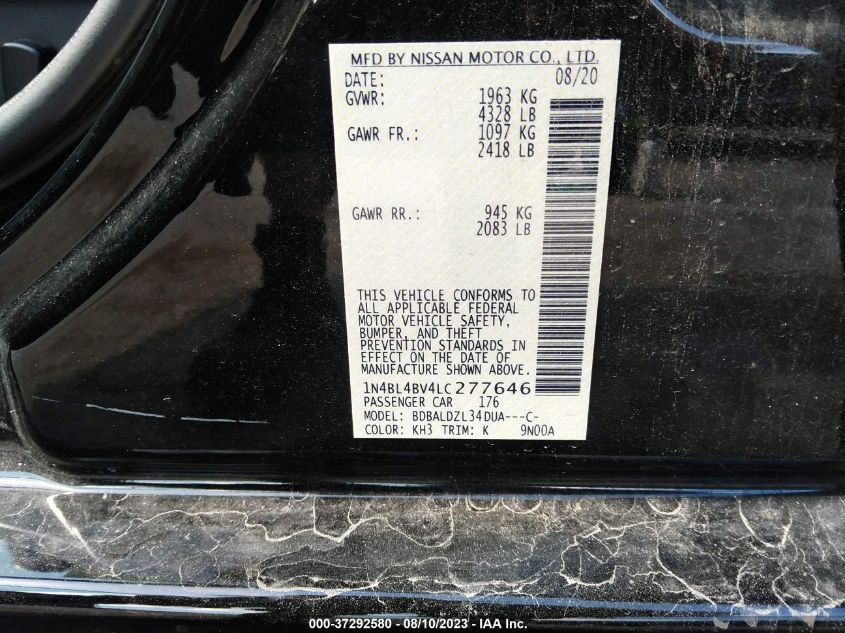 MFD BY NISSAN MOTOR CO., LTD.
DATE: 08/20
GVWR: 1963 KG
4328 LB
GAWR FR.: 1097 KG
2418 LB
GAWR RR.: 945 KG
2083 LB
THIS VEHICLE CONFORMS TO
ALL APPLICABLE FEDERAL
MOTOR VEHICLE SAFETY,
BUMPER, AND THEFT
PREVENTION STANDARDS IN
EFFECT ON THE DATE OF
MANUFACTURE SHOWN ABOVE.
1N4BL4BV4LC277646
PASSENGER CAR 176
MODEL: BDBALDZL34DUA---C-
COLOR: KH3 TRIM: K 9N00A
000-37292580 - 08/10/2023 - IAA Inc.